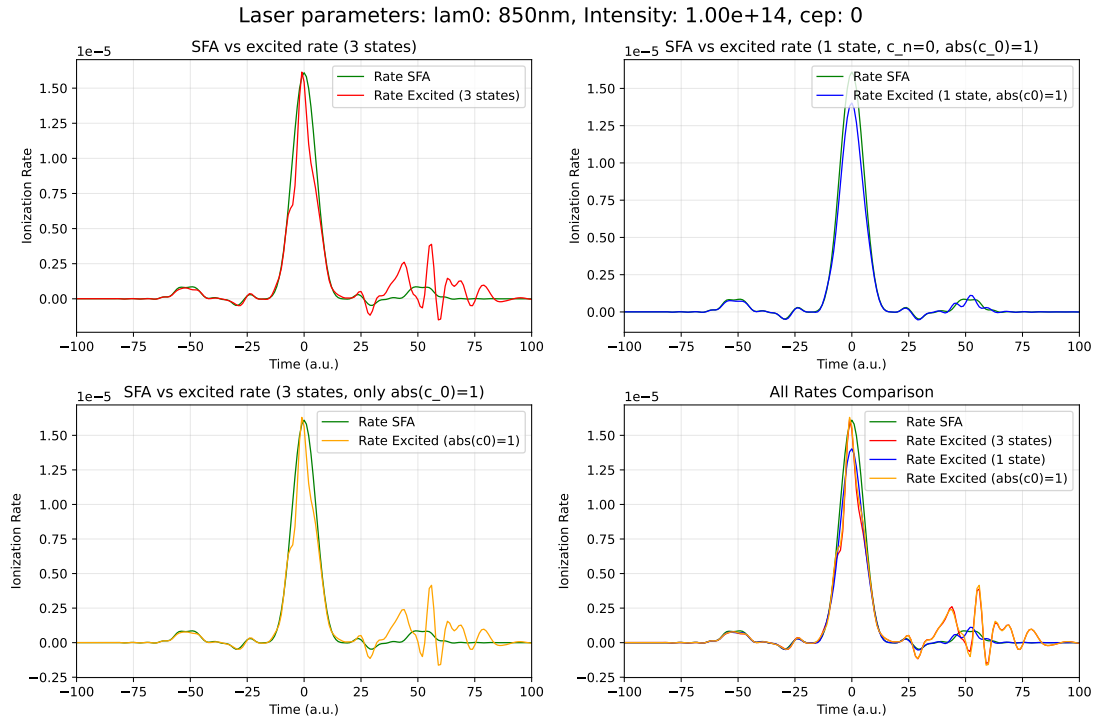 Laser parameters: lam0: 850nm, Intensity: 1.00e+14, cep: 0
SFA vs excited rate (3 states)
1e−5
Rate SFA
Rate Excited (3 states)
1.50
1.25
1.00
0.75
0.50
0.25
0.00
Ionization Rate
−100
−75
−50
−25
0
25
50
75
100
Time (a.u.)
SFA vs excited rate (1 state, c_n=0, abs(c_0)=1)
1e−5
Rate SFA
Rate Excited (1 state, abs(c0)=1)
1.50
1.25
1.00
0.75
0.50
0.25
0.00
Ionization Rate
−100
−75
−50
−25
0
25
50
75
100
Time (a.u.)
SFA vs excited rate (3 states, only abs(c_0)=1)
1e−5
Rate SFA
Rate Excited (abs(c0)=1)
1.50
1.25
1.00
0.75
0.50
0.25
0.00
−0.25
Ionization Rate
−100
−75
−50
−25
0
25
50
75
100
Time (a.u.)
All Rates Comparison
1e−5
Rate SFA
Rate Excited (3 states)
Rate Excited (1 state)
Rate Excited (abs(c0)=1)
1.50
1.25
1.00
0.75
0.50
0.25
0.00
−0.25
Ionization Rate
−100
−75
−50
−25
0
25
50
75
100
Time (a.u.)